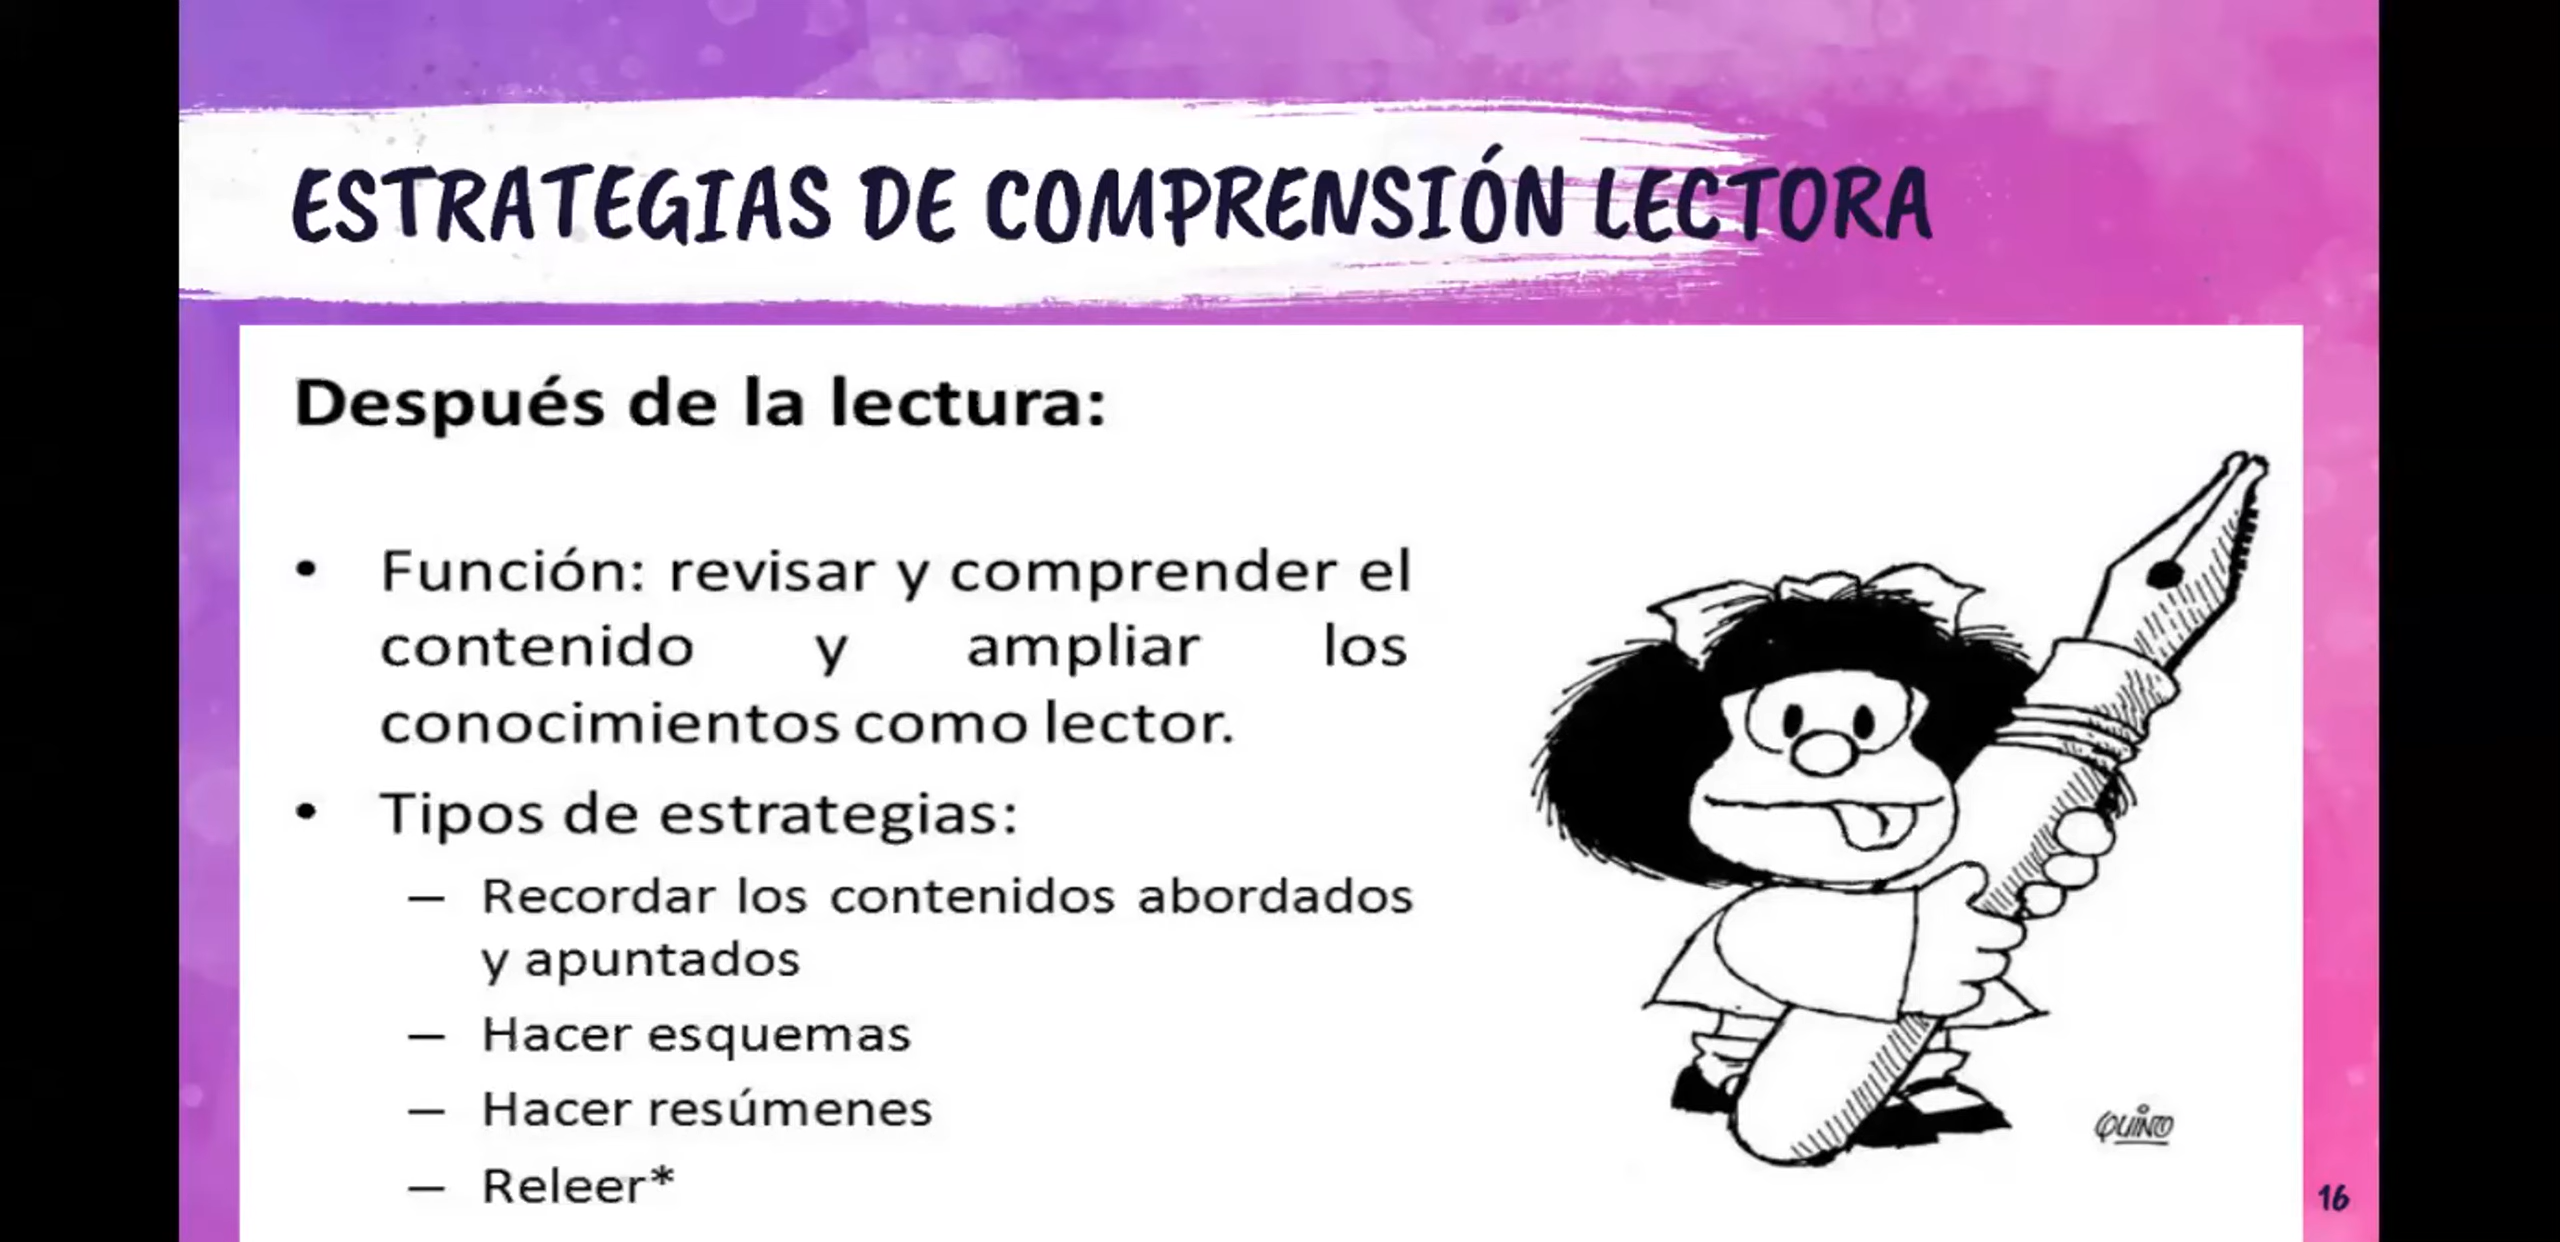 ESTRATEGIAS DE COMPRENSIÓN LECTORA
Después de la lectura:
• Función: revisar y comprender el
contenido y ampliar los
conocimientos como lector.
• Tipos de estrategias:
– Recordar los contenidos abordados
y apuntados
– Hacer esquemas
– Hacer resúmenes
– Releer*
QUINO
16